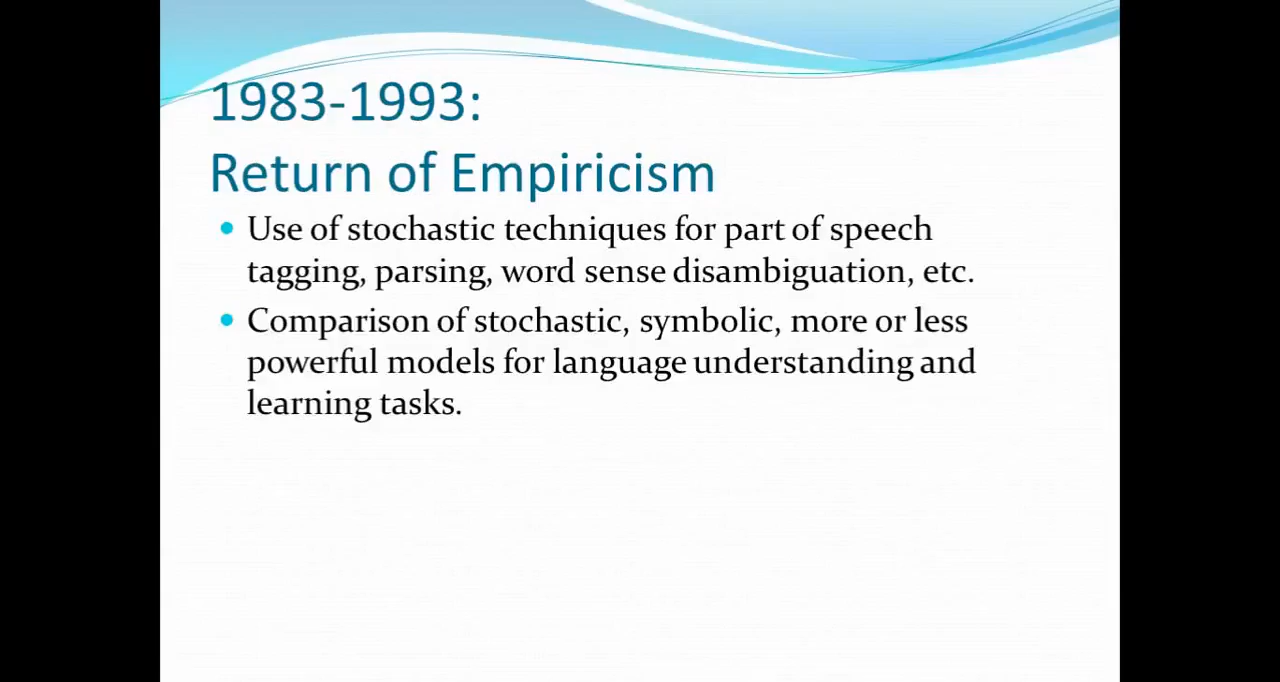 1983-1993:
Return of Empiricism
• Use of stochastic techniques for part of speech
tagging, parsing, word sense disambiguation, etc.
• Comparison of stochastic, symbolic, more or less
powerful models for language understanding and
learning tasks.